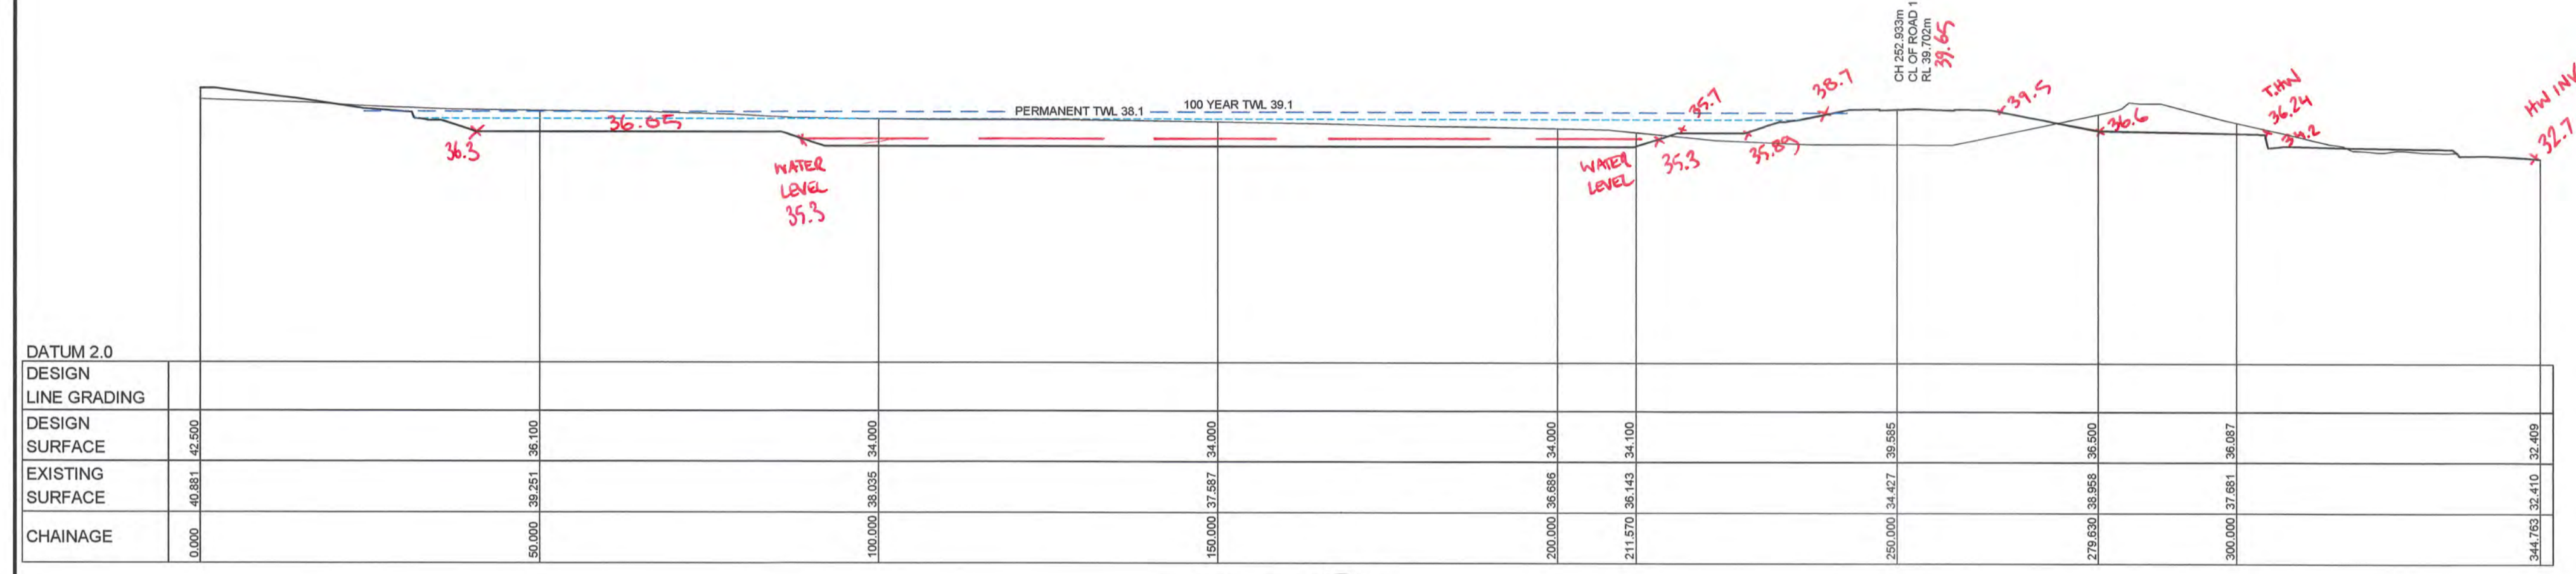 CH 252.933m
CL OF ROAD 1
RL 39.702m
39.65
PERMANENT TWL 38.1
100 YEAR TWL 39.1
36.3
36.05
WATER
LEVEL
35.3
WATER
LEVEL
35.3
35.7
35.89
38.7
39.5
36.6
T.HW
36.24
34.2
HW INV
32.7
DATUM 2.0
DESIGN
LINE GRADING
DESIGN
SURFACE
42.500 36.100 34.000 34.000 34.000 34.100 39.585 36.500 36.087 32.409
EXISTING
SURFACE
40.881 39.251 38.035 37.587 36.686 36.143 34.427 38.958 37.681 32.410
CHAINAGE
0.000 50.000 100.000 150.000 200.000 211.570 250.000 279.630 300.000 344.763